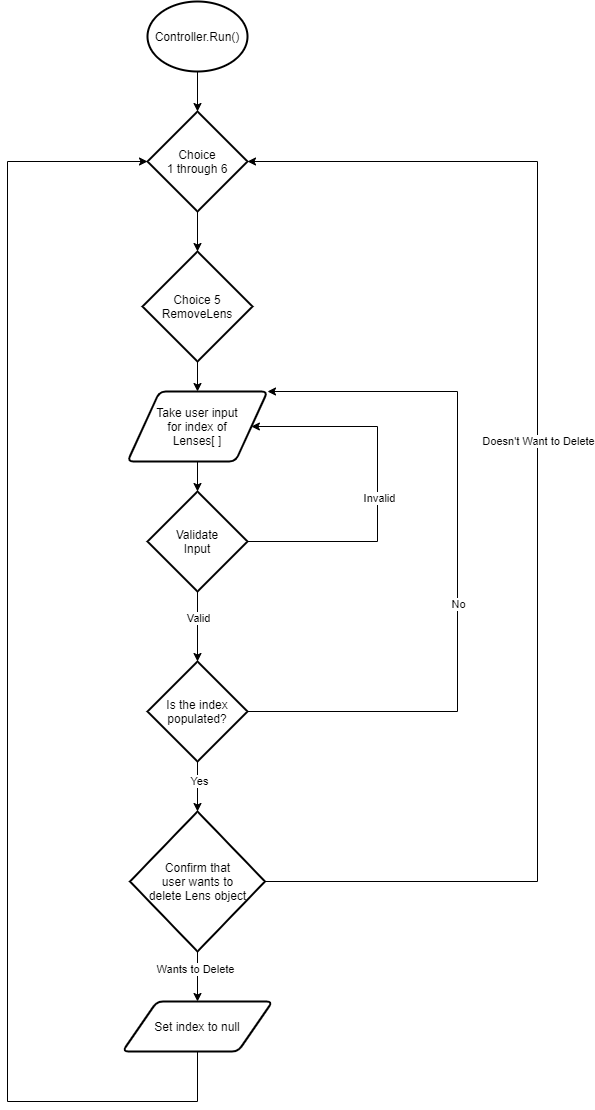 Controller.Run()
Choice
1 through 6
Choice 5
RemoveLens
Take user input
for index of
Lenses[ ]
Doesn't Want to Delete
Invalid
Validate
Input
No
Valid
Is the index
populated?
Yes
Confirm that
user wants to
delete Lens object
Wants to Delete
Set index to null